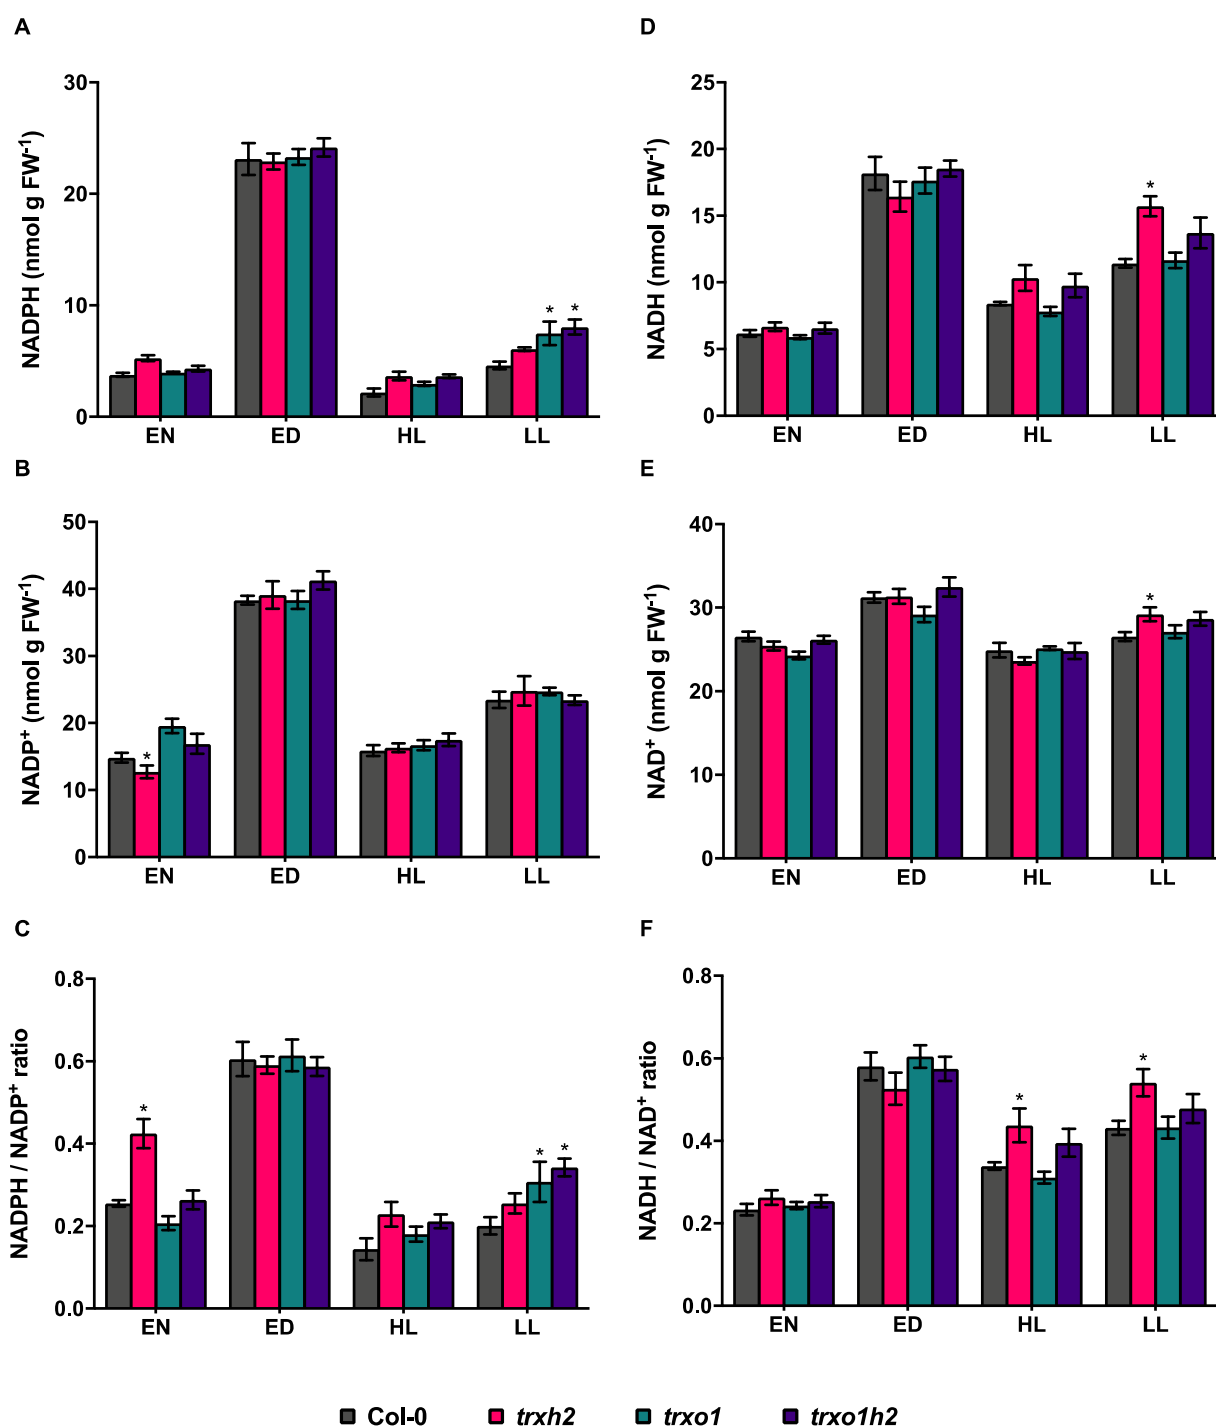 A
NADPH (nmol g FW⁻¹)
30
20
10
0
EN ED HL LL
* *
B
NADP⁺ (nmol g FW⁻¹)
50
40
30
20
10
0
EN ED HL LL
*
C
NADPH / NADP⁺ ratio
0.8
0.6
0.4
0.2
0.0
EN ED HL LL
* * *
D
NADH (nmol g FW⁻¹)
25
20
15
10
5
0
EN ED HL LL
*
E
NAD⁺ (nmol g FW⁻¹)
40
30
20
10
0
EN ED HL LL
*
F
NADH / NAD⁺ ratio
0.8
0.6
0.4
0.2
0.0
EN ED HL LL
* *
Col-0 trxh2 trxo1 trxo1h2